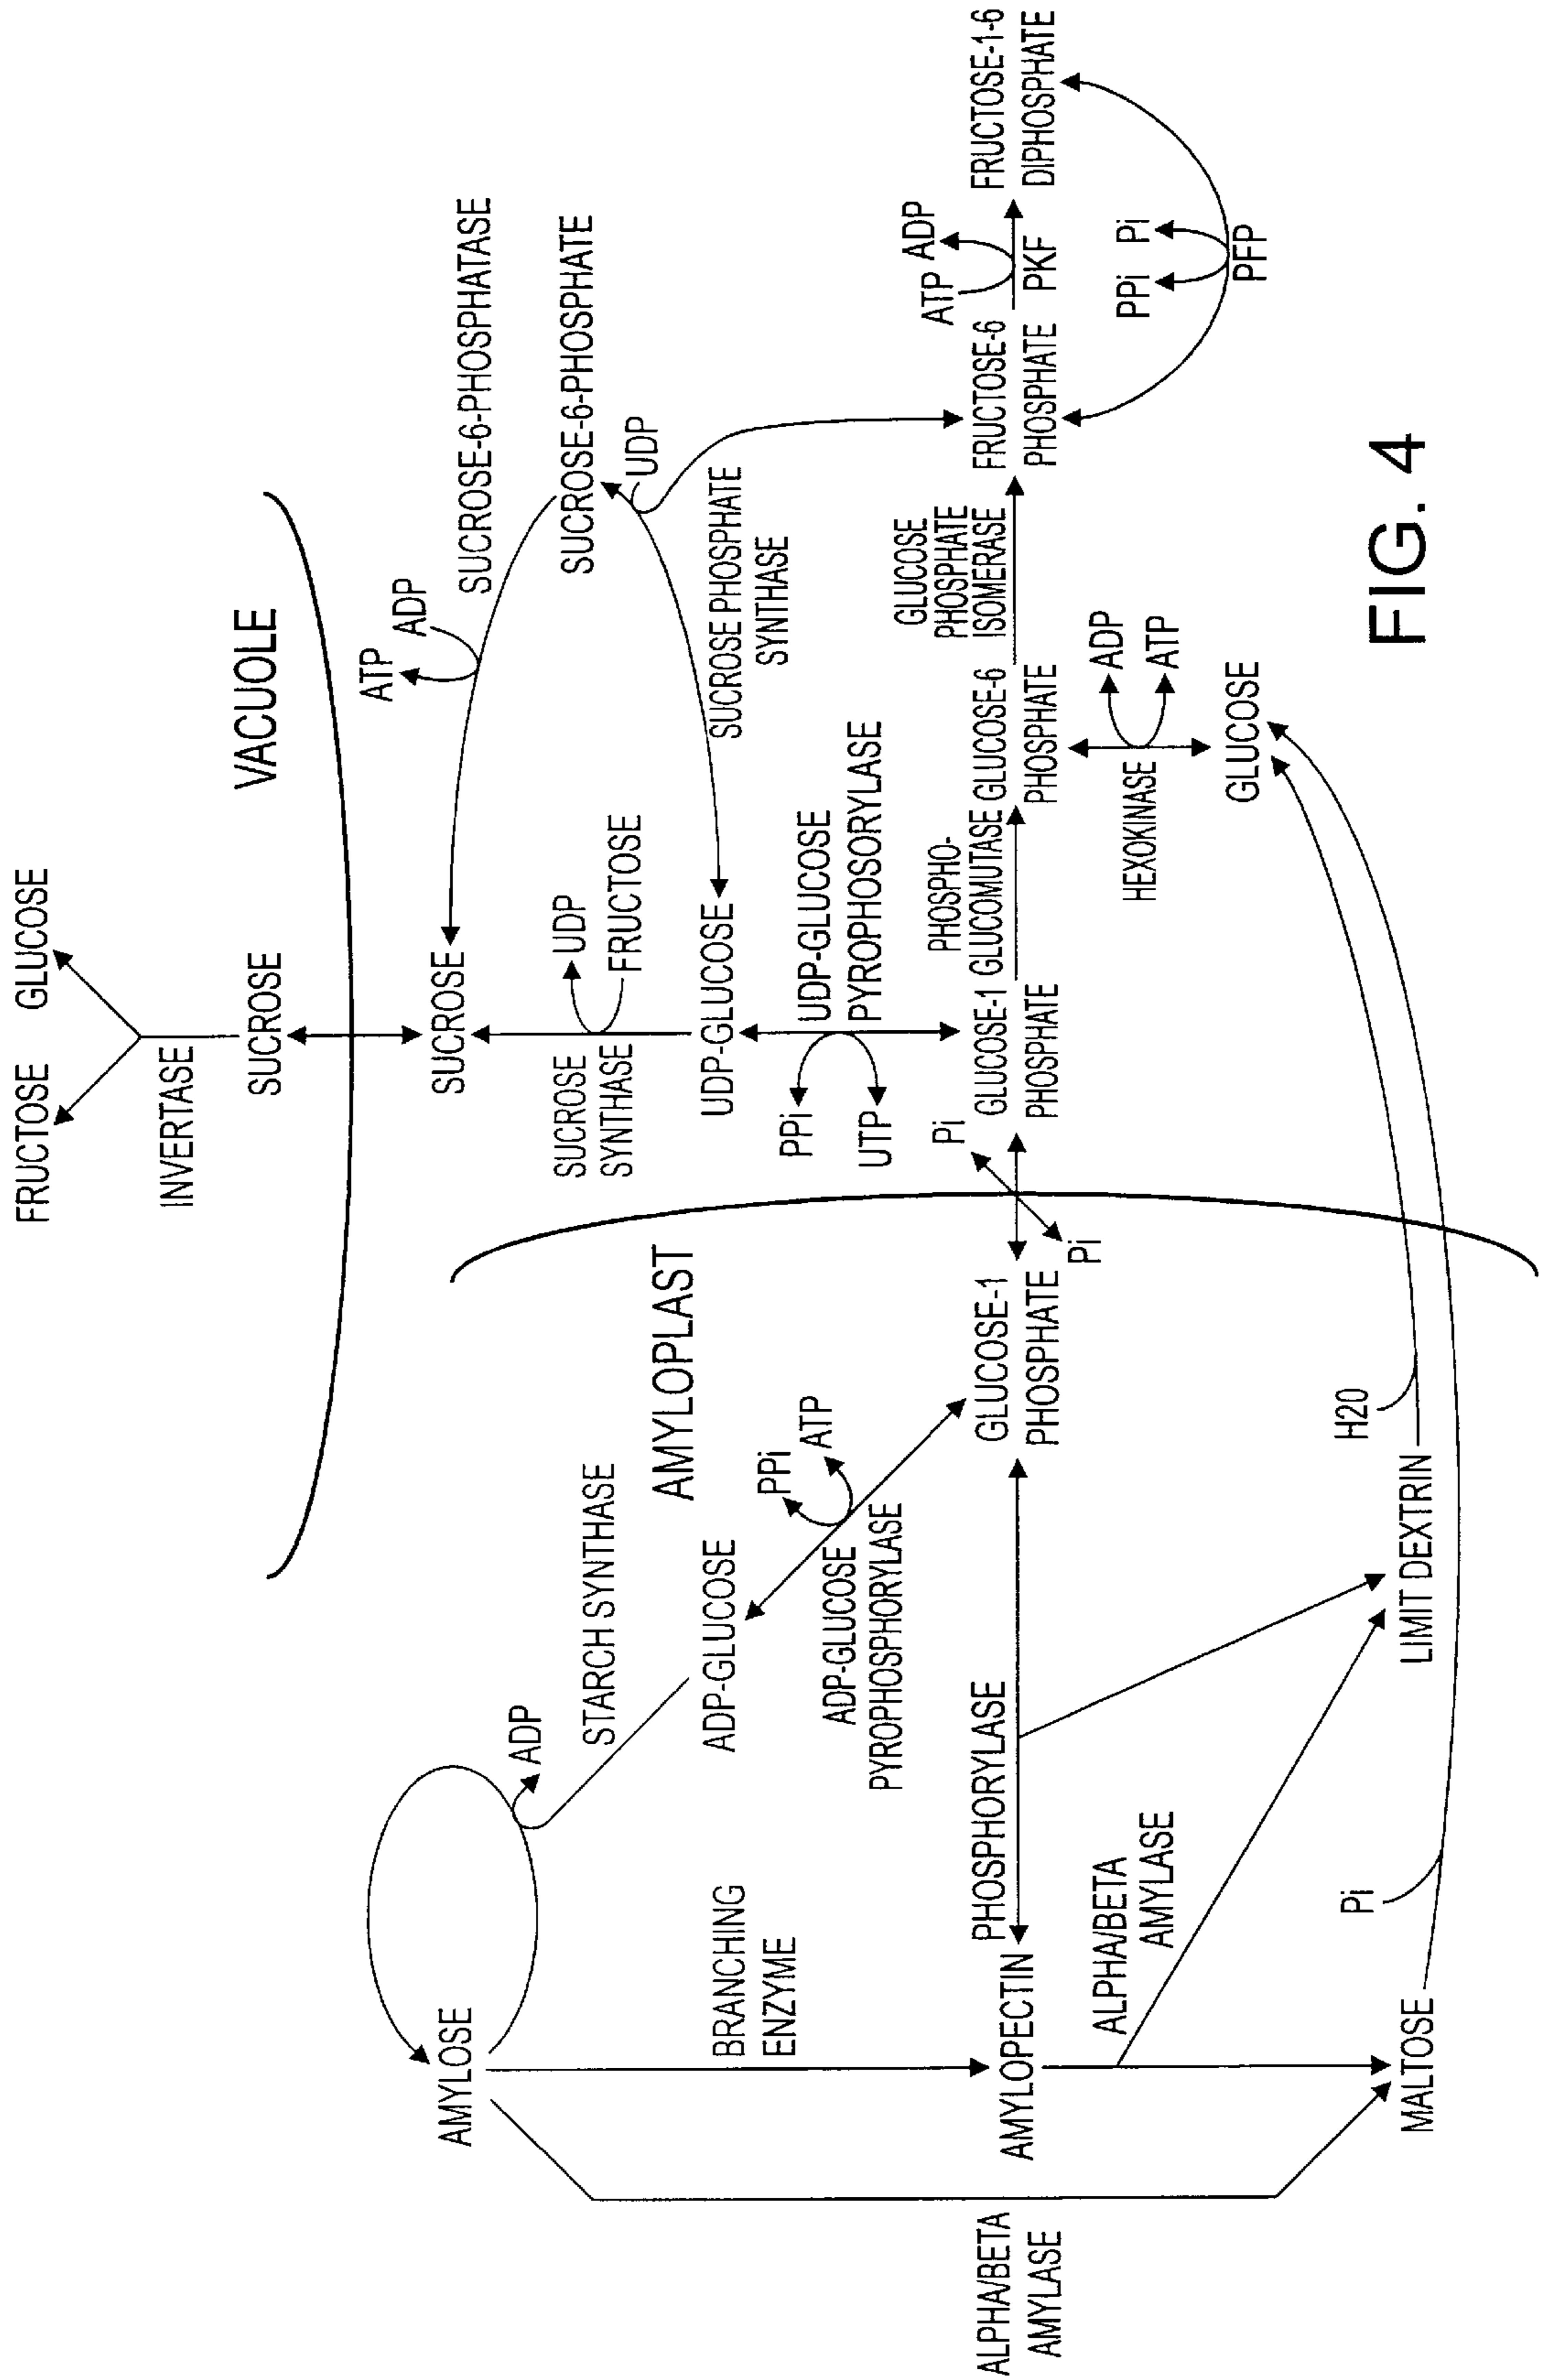 FRUCTOSE GLUCOSE
INVERTASE
SUCROSE
VACUOLE
SUCROSE
ATP
ADP
SUCROSE-6-PHOSPHATASE
SUCROSE
SYNTHASE
UDP
FRUCTOSE
SUCROSE-6-PHOSPHATE
UDP
UDP-GLUCOSE
SUCROSE PHOSPHATE
SYNTHASE
PPi
UTP
UDP-GLUCOSE
PYROPHOSORYLASE
AMYLOSE
ADP
STARCH SYNTHASE
AMYLOPLAST
BRANCHING
ENZYME
ADP-GLUCOSE
PPi
ATP
ADP-GLUCOSE
PYROPHOSPHORYLASE
ALPHA/BETA
AMYLASE
AMYLOPECTIN
PHOSPHORYLASE
GLUCOSE-1
PHOSPHATE
Pi
Pi
GLUCOSE-1
PHOSPHATE
PHOSPHO-
GLUCOMUTASE
GLUCOSE-6
PHOSPHATE
GLUCOSE
PHOSPHATE
ISOMERASE
FRUCTOSE-6
PHOSPHATE
ATP
ADP
PKF
FRUCTOSE-1-6
DIPHOSPHATE
PPi
Pi
PFP
HEXOKINASE
ADP
ATP
GLUCOSE
ALPHA/BETA
AMYLASE
Pi
H20
MALTOSE
LIMIT DEXTRIN
FIG. 4